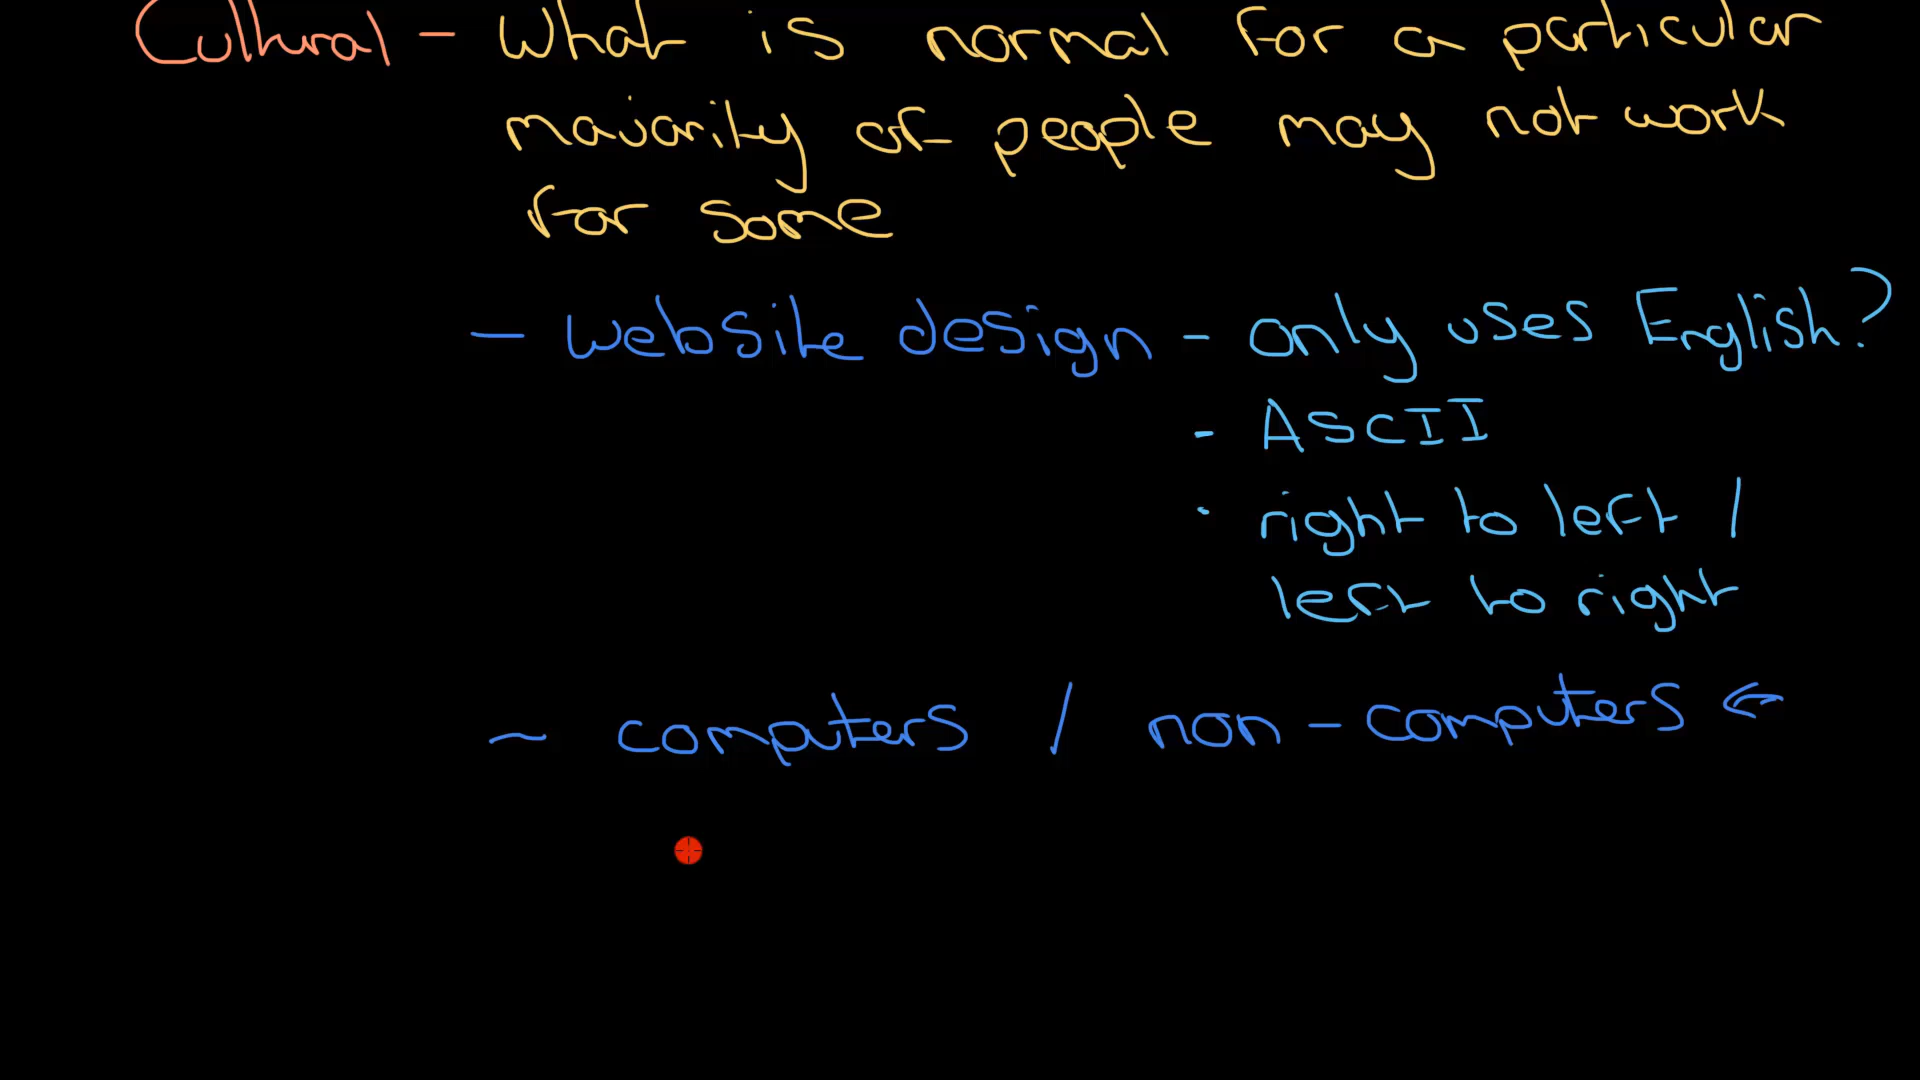 Cultural - What is normal for a particular
majority of people may not work
for some
- website design - only uses English?
- ASCII
- right to left /
left to right
- computers / non-computers ←